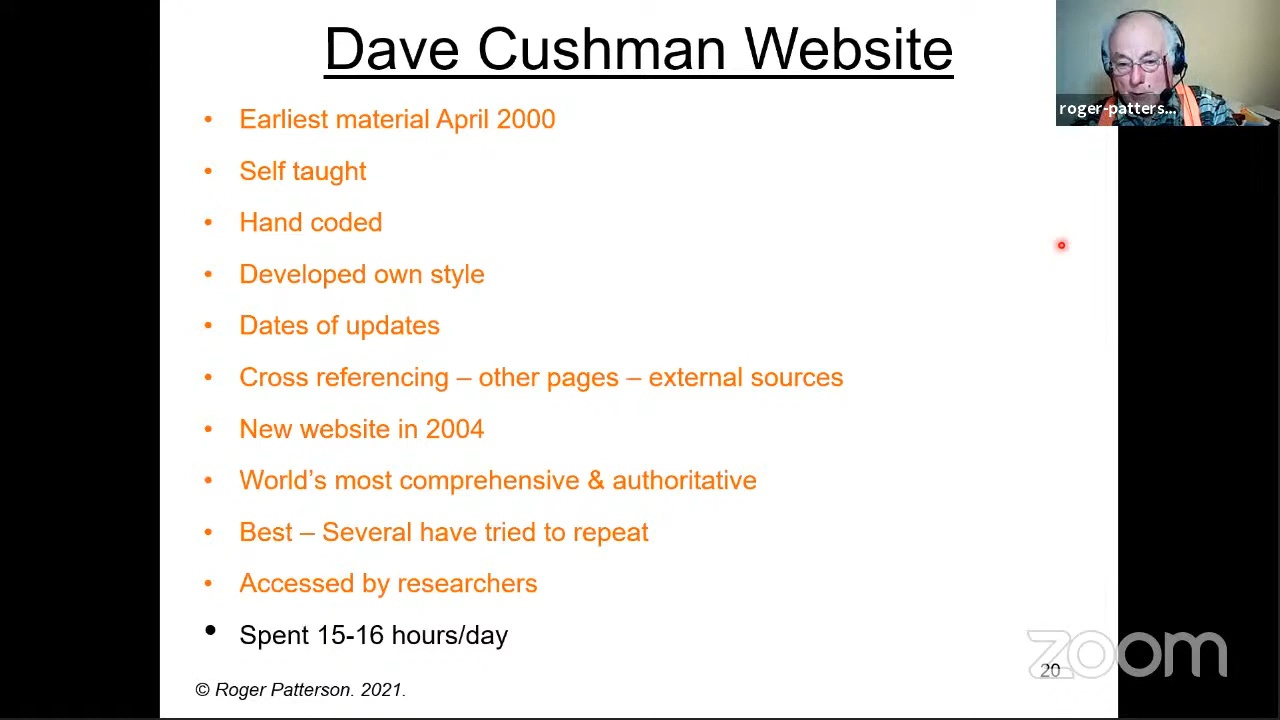 Dave Cushman Website
roger-patters...
• Earliest material April 2000
• Self taught
• Hand coded
• Developed own style
• Dates of updates
• Cross referencing – other pages – external sources
• New website in 2004
• World’s most comprehensive & authoritative
• Best – Several have tried to repeat
• Accessed by researchers
• Spent 15-16 hours/day
zoom
20
© Roger Patterson. 2021.